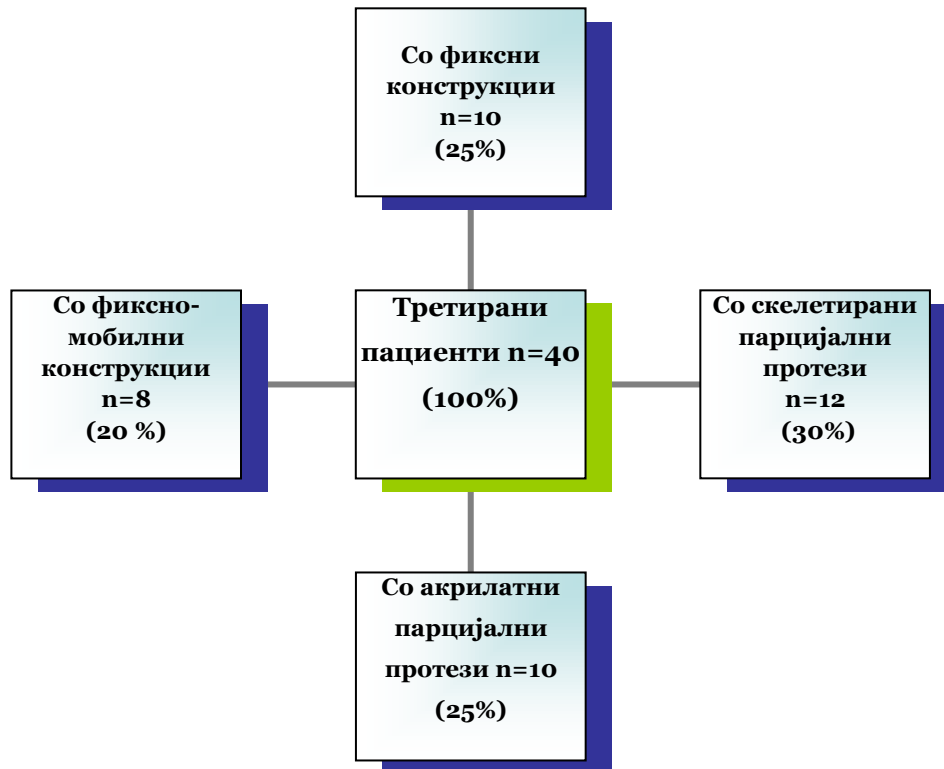 Со фиксни
конструкции
n=10
(25%)
Со фиксно-
мобилни
конструкции
n=8
(20 %)
Третирани
пациенти n=40
(100%)
Со скелетирани
парцијални
протези
n=12
(30%)
Со акрилатни
парцијални
протези n=10
(25%)